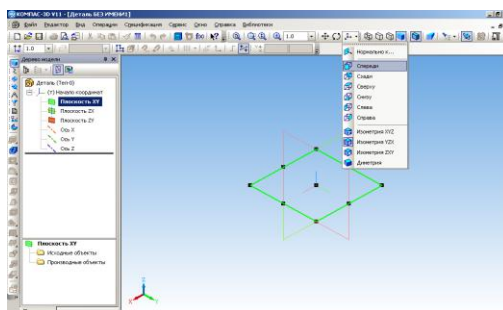 КОМПАС-3D V11 - [Деталь БЕЗ ИМЕНИ1]
Файл Редактор Вид Операции Спецификация Сервис Окно Справка Библиотеки
1.0
1.0
Дерево модели
Деталь (Тел-0)
(т) Начало координат
Плоскость XY
Плоскость ZX
Плоскость ZY
Ось X
Ось Y
Ось Z
Плоскость XY
Исходные объекты
Производные объекты
Нормально к...
Спереди
Сзади
Сверху
Снизу
Слева
Справа
Изометрия XYZ
Изометрия YZX
Изометрия ZXY
Диметрия